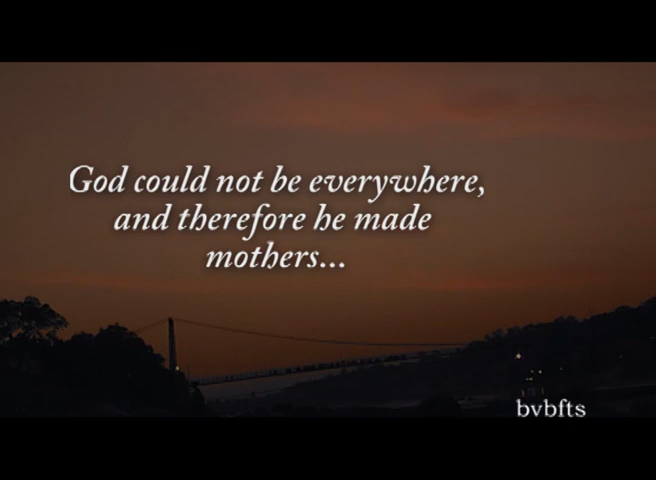 God could not be everywhere,
and therefore he made
mothers...
bvbfts